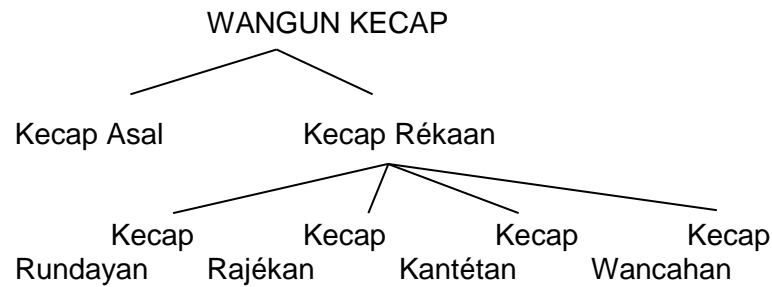 WANGUN KECAP
Kecap Asal Kecap Rékaan
Kecap Kecap Kecap Kecap
Rundayan Rajékan Kantétan Wancahan